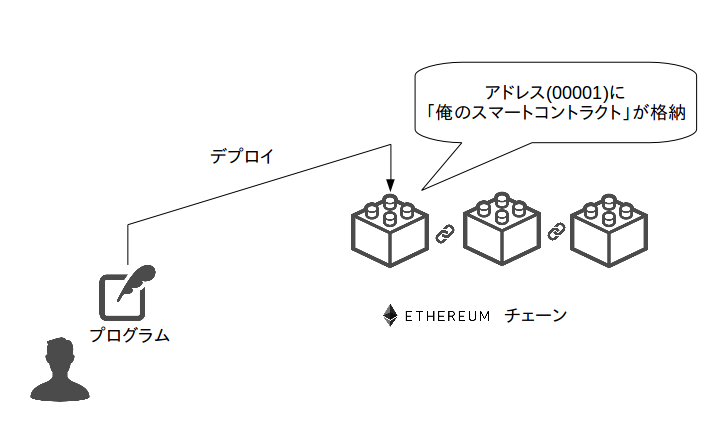 アドレス(00001)に
「俺のスマートコントラクト」が格納
デプロイ
ETHEREUM チェーン
プログラム